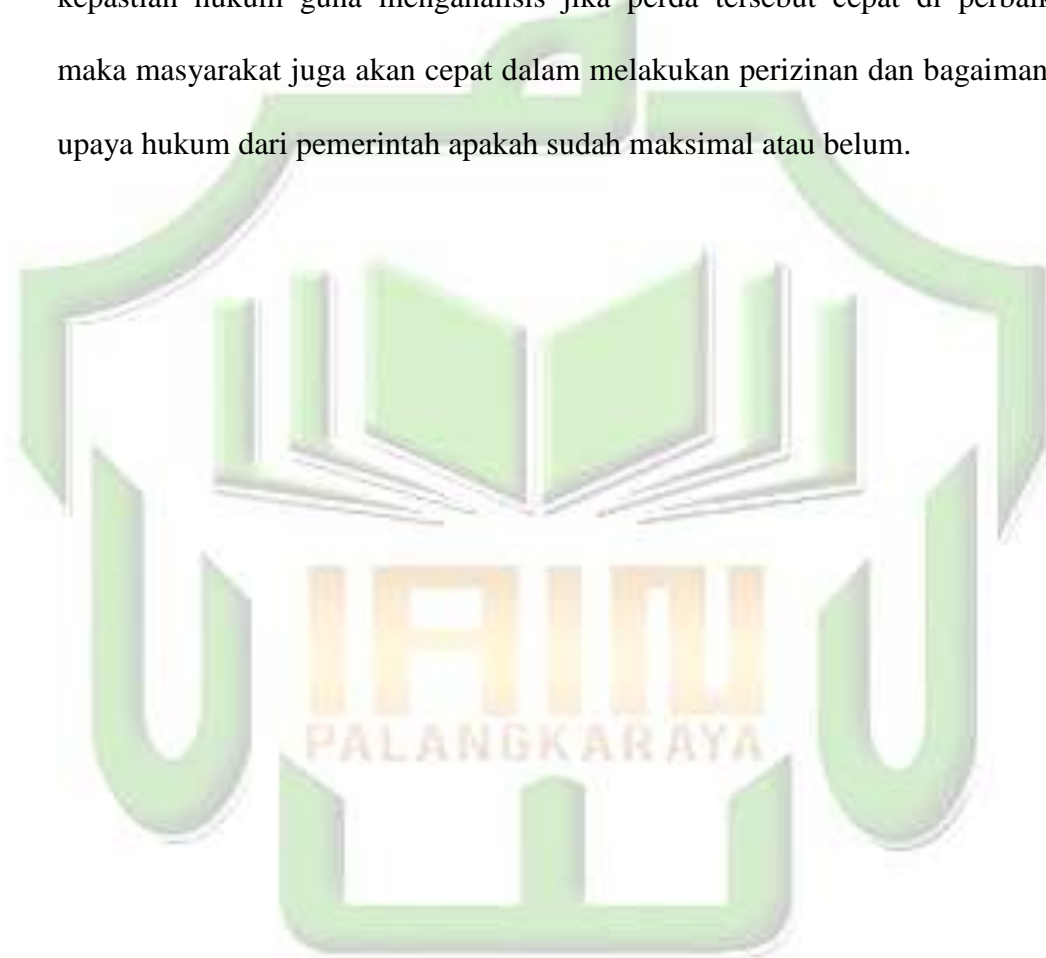 kepastian hukum guna menganalisis jika perda tersebut cepat di perbaik
maka masyarakat juga akan cepat dalam melakukan perizinan dan bagaiman
upaya hukum dari pemerintah apakah sudah maksimal atau belum.
IAIN
PALANGKARAYA